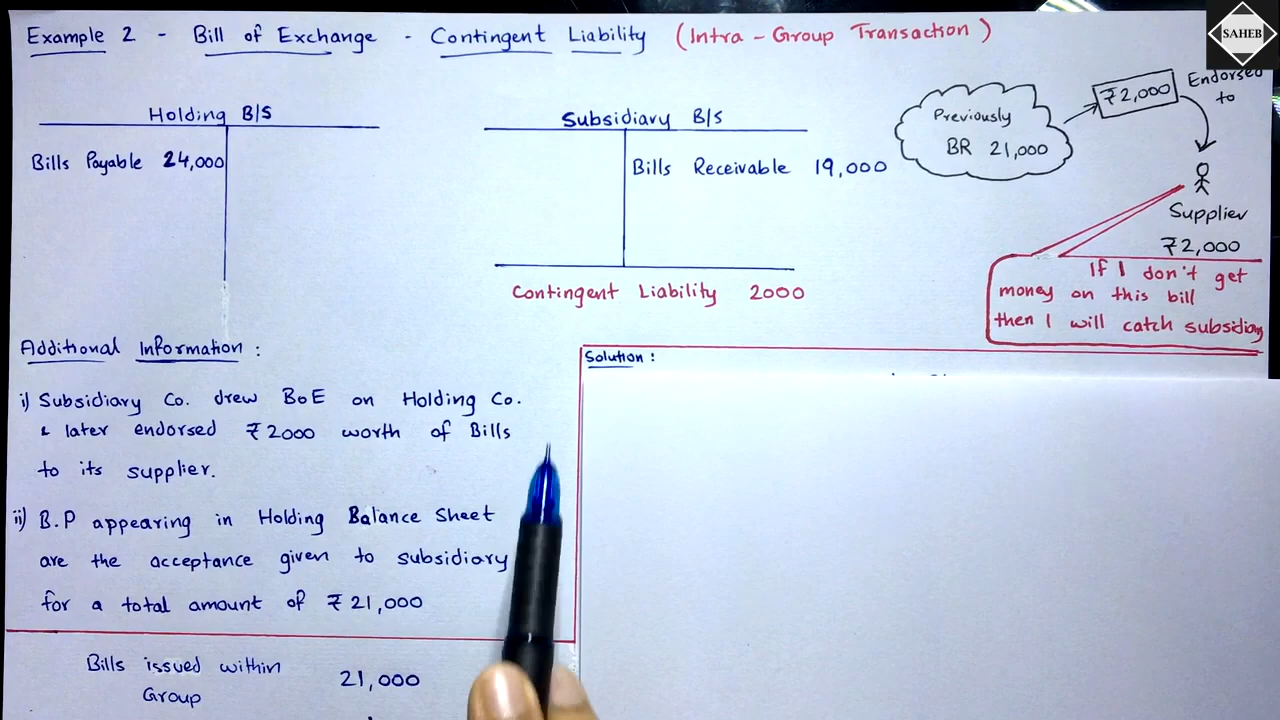 Example 2 - Bill of Exchange - Contingent Liability (Intra-Group Transaction)
SAHEB
Holding B/S
Bills Payable 24,000
Subsidiary B/S
Bills Receivable 19,000
Contingent Liability 2000
Previously
BR 21,000
₹2,000
Endorsed
to
Supplier
₹2,000
If I don't get
money on this bill
then I will catch subsidiary
Additional Information :
i) Subsidiary Co. drew BoE on Holding Co.
& later endorsed ₹2000 worth of Bills
to its supplier.
ii) B.P appearing in Holding Balance Sheet
are the acceptance given to subsidiary
for a total amount of ₹21,000
Bills issued within
Group 21,000
Solution :